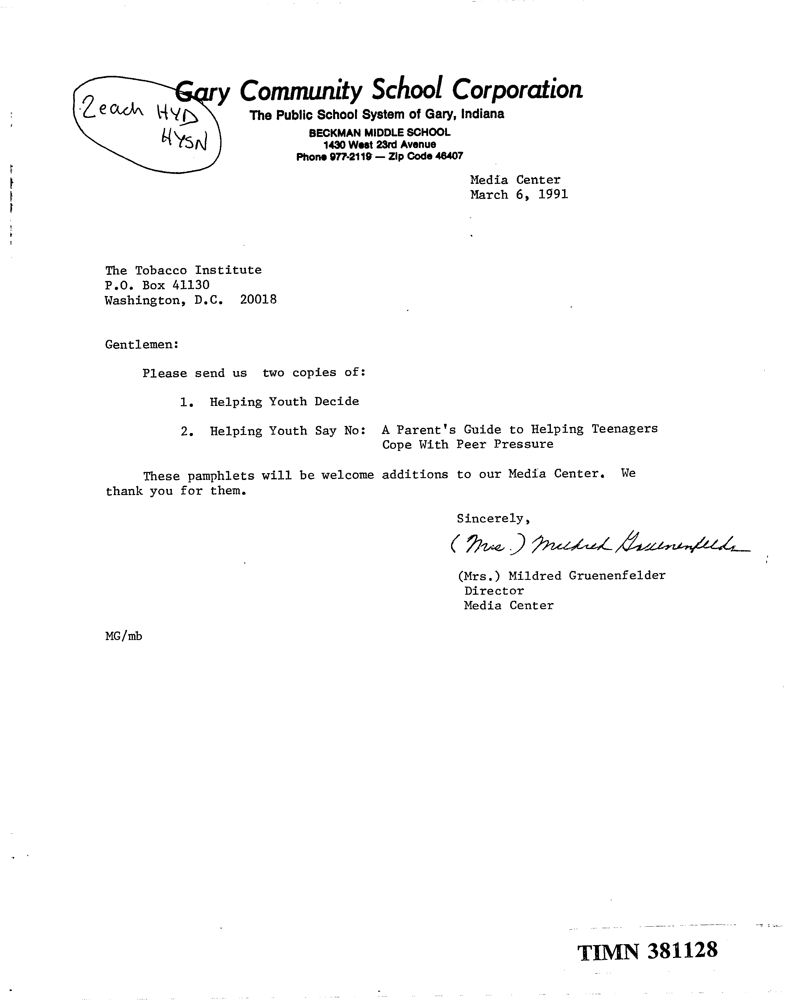 Gary Community School Corporation
2 each HYD
HYSN
The Public School System of Gary, Indiana
BECKMAN MIDDLE SCHOOL
1430 West 23rd Avenue
Phone 977-2119 — Zip Code 46407
Media Center
March 6, 1991
The Tobacco Institute
P.O. Box 41130
Washington, D.C. 20018
Gentlemen:
Please send us two copies of:
1. Helping Youth Decide
2. Helping Youth Say No: A Parent's Guide to Helping Teenagers
Cope With Peer Pressure
These pamphlets will be welcome additions to our Media Center. We
thank you for them.
Sincerely,
(Mrs.) Mildred Gruenenfelder
(Mrs.) Mildred Gruenenfelder
Director
Media Center
MG/mb
TIMN 381128